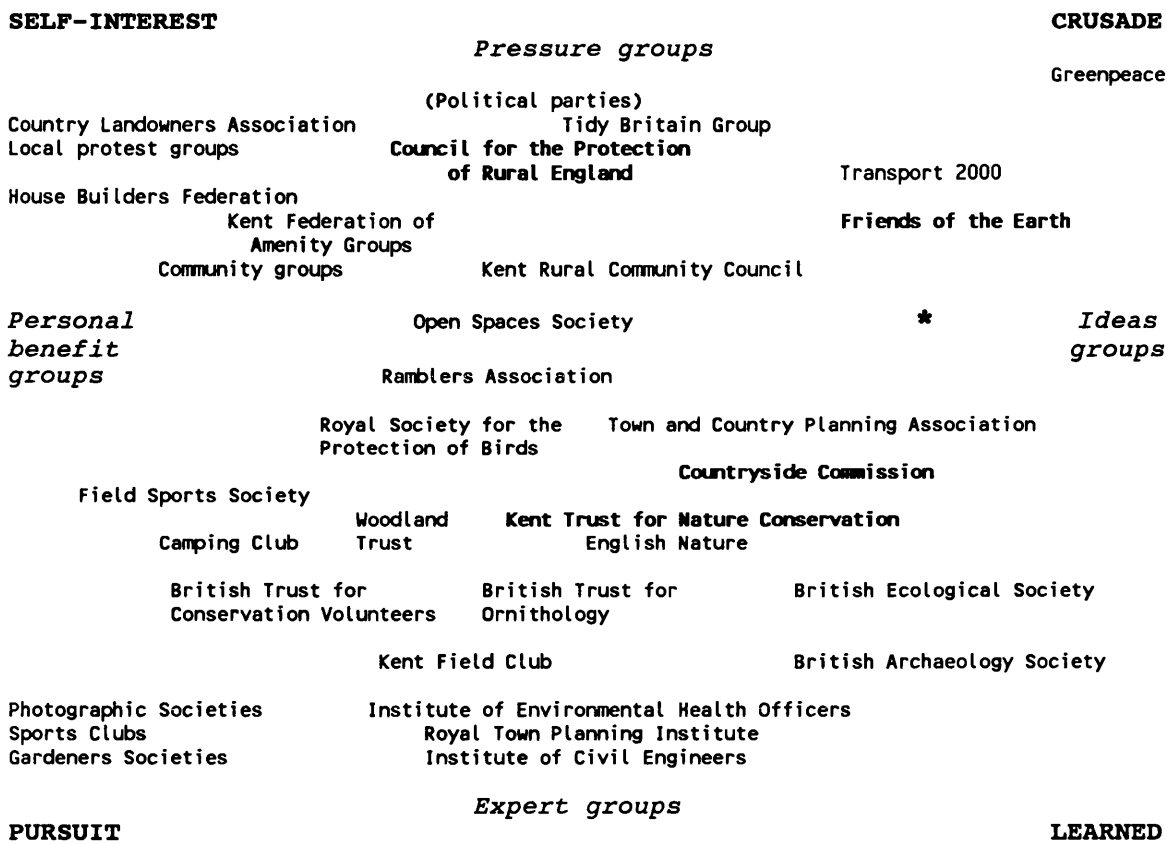 SELF-INTEREST CRUSADE
Pressure groups
Greenpeace
(Political parties)
Country Landowners Association Tidy Britain Group
Local protest groups Council for the Protection
of Rural England Transport 2000
House Builders Federation
Kent Federation of Friends of the Earth
Amenity Groups
Community groups Kent Rural Community Council
Personal Open Spaces Society * Ideas
benefit groups
groups Ramblers Association
Royal Society for the Town and Country Planning Association
Protection of Birds
Countryside Commission
Field Sports Society
Woodland Kent Trust for Nature Conservation
Camping Club Trust English Nature
British Trust for British Trust for British Ecological Society
Conservation Volunteers Ornithology
Kent Field Club British Archaeology Society
Photographic Societies Institute of Environmental Health Officers
Sports Clubs Royal Town Planning Institute
Gardeners Societies Institute of Civil Engineers
Expert groups
PURSUIT LEARNED